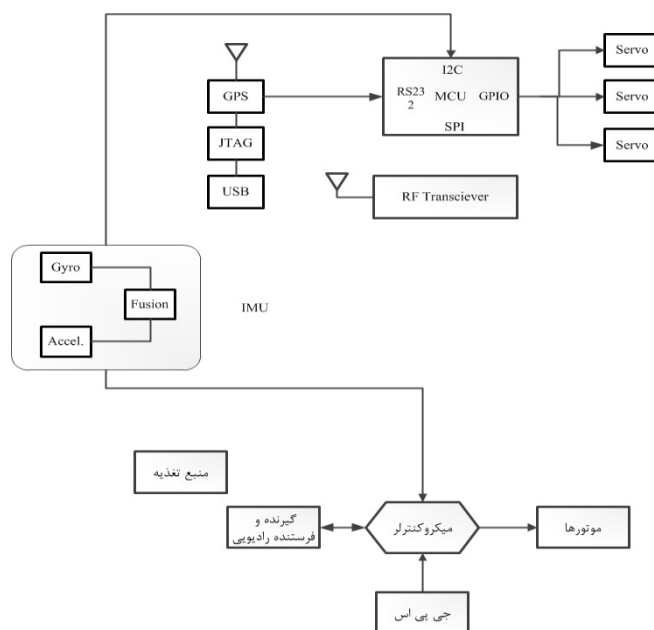 Servo
I2C
GPS
RS23
2
MCU
GPIO
Servo
SPI
JTAG
Servo
USB
RF Transciever
Gyro
Fusion
IMU
Accel.
منبع تغذیه
گیرنده و
فرستنده رادیویی
میکروکنترلر
موتورها
جی پی اس